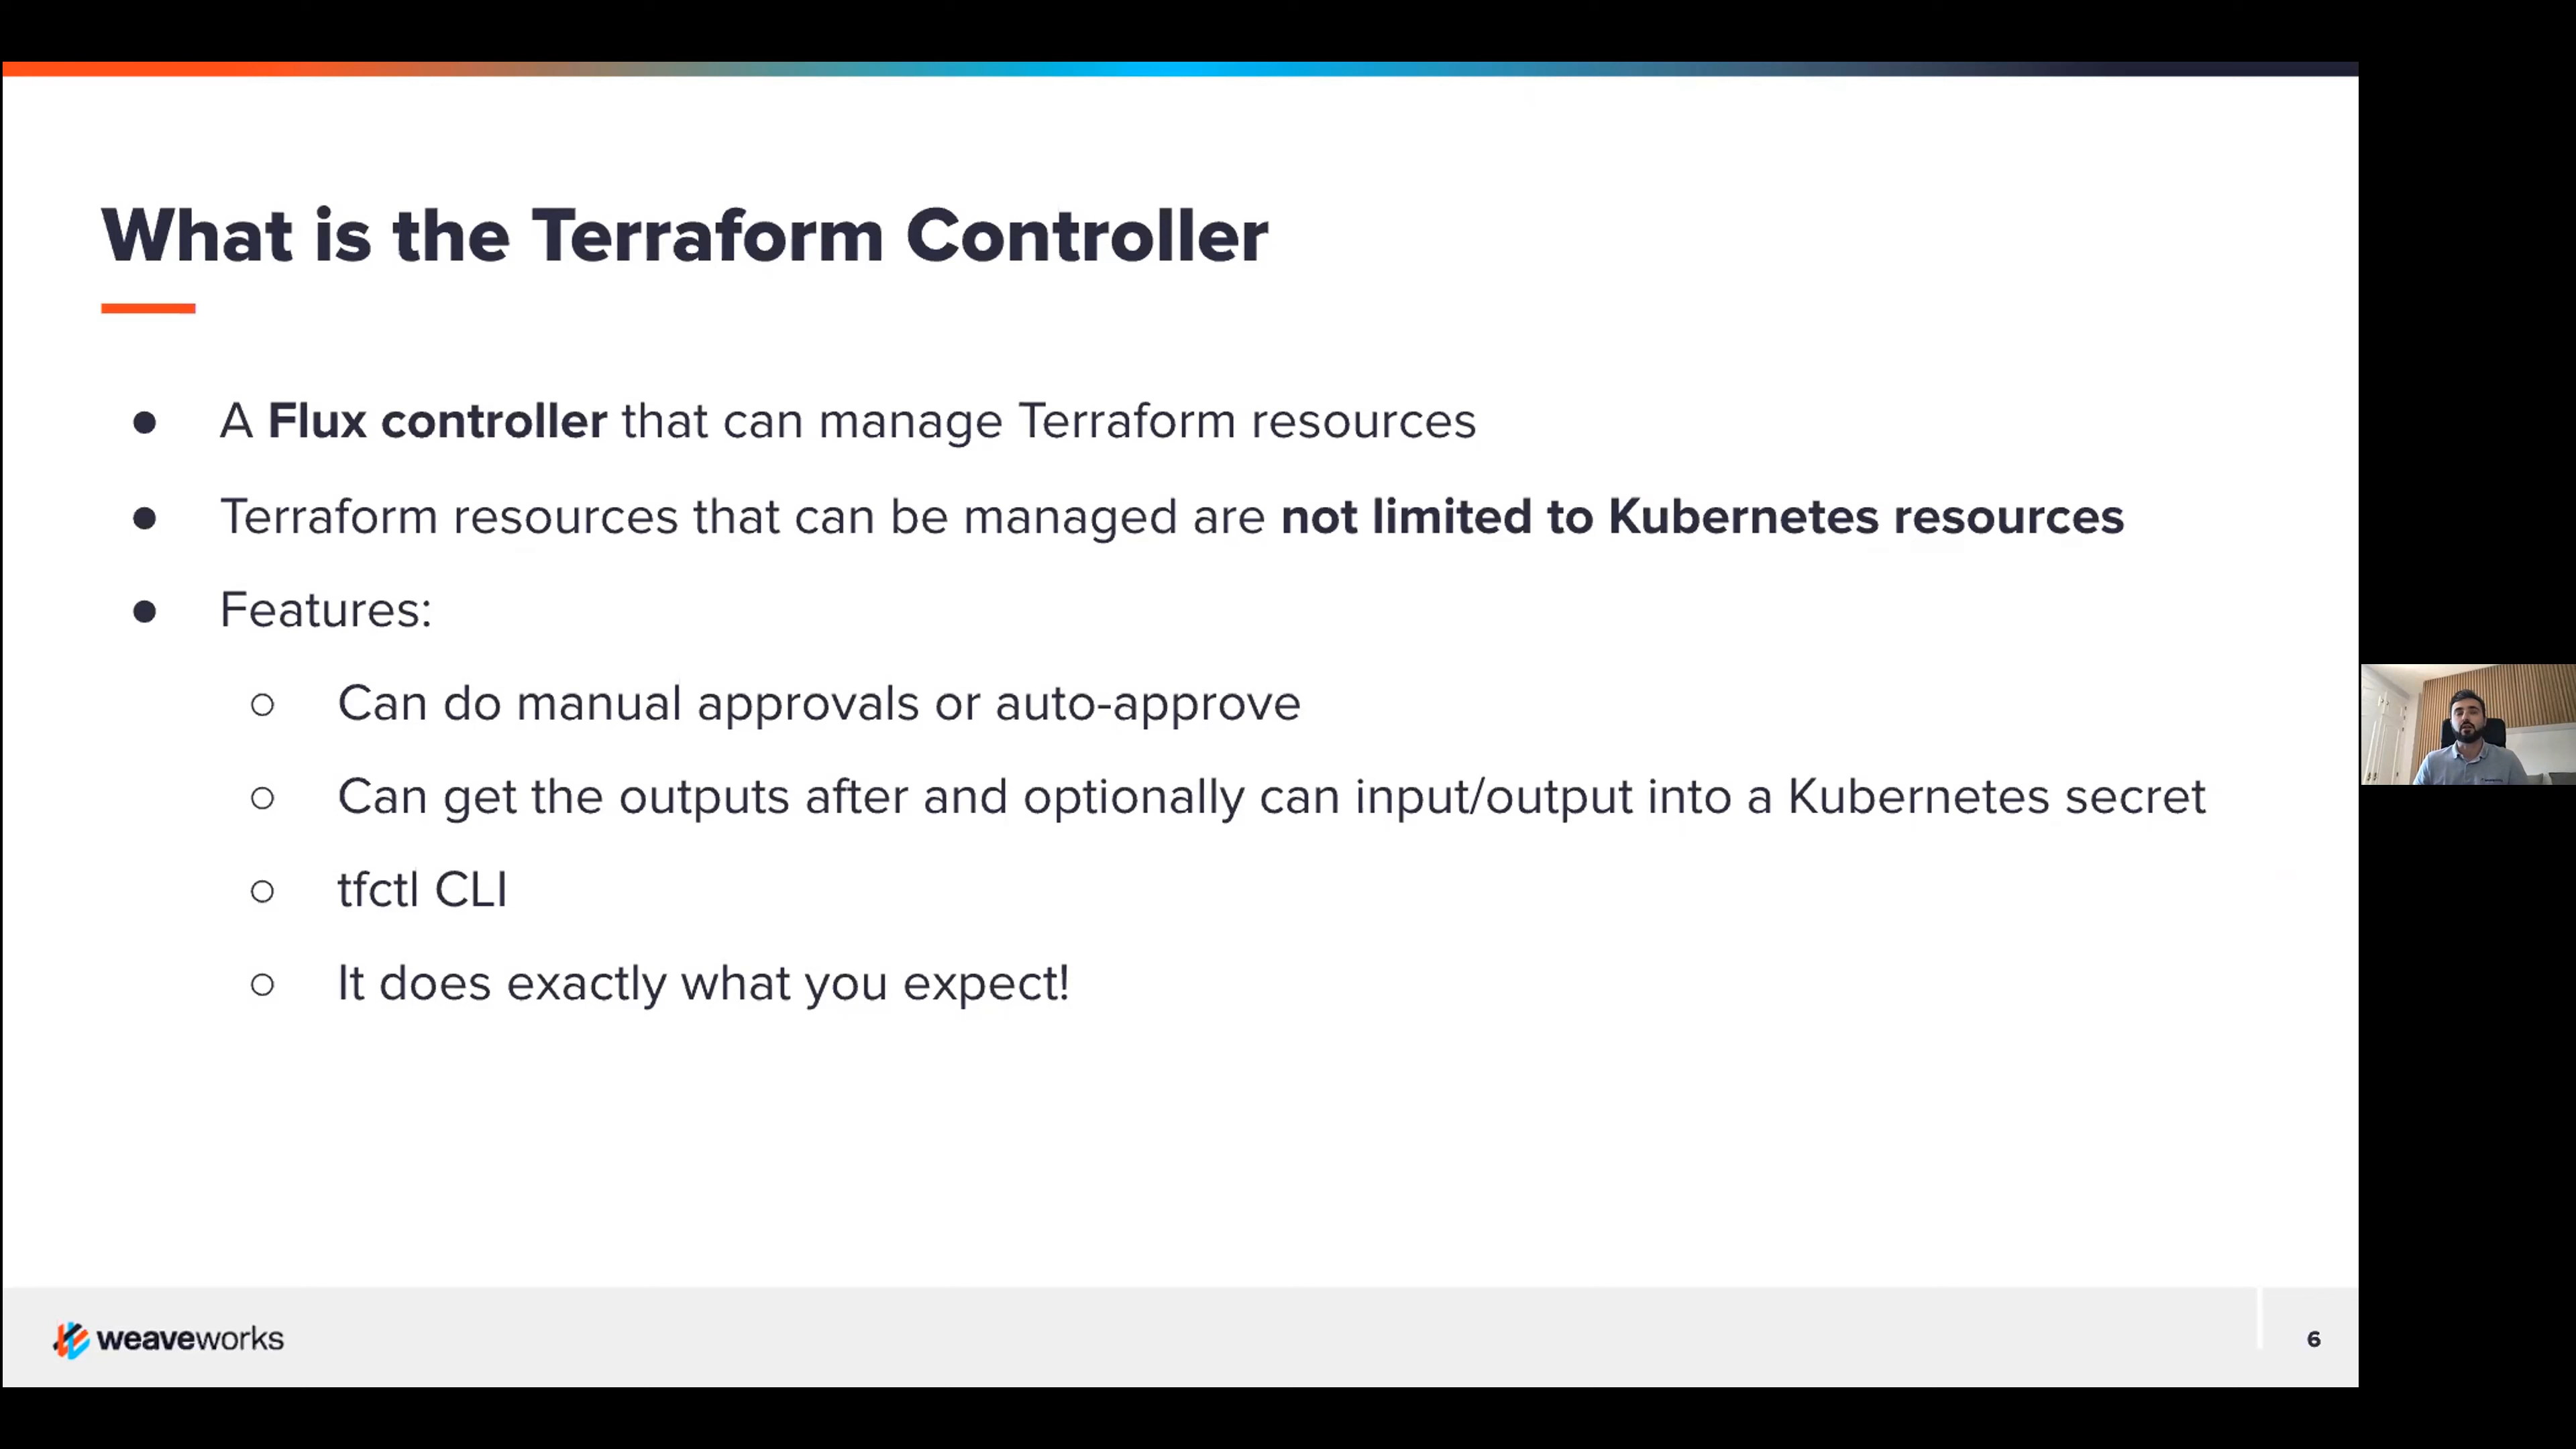 What is the Terraform Controller
● A Flux controller that can manage Terraform resources
● Terraform resources that can be managed are not limited to Kubernetes resources
● Features:
○ Can do manual approvals or auto-approve
○ Can get the outputs after and optionally can input/output into a Kubernetes secret
○ tfctl CLI
○ It does exactly what you expect!
weaveworks
6